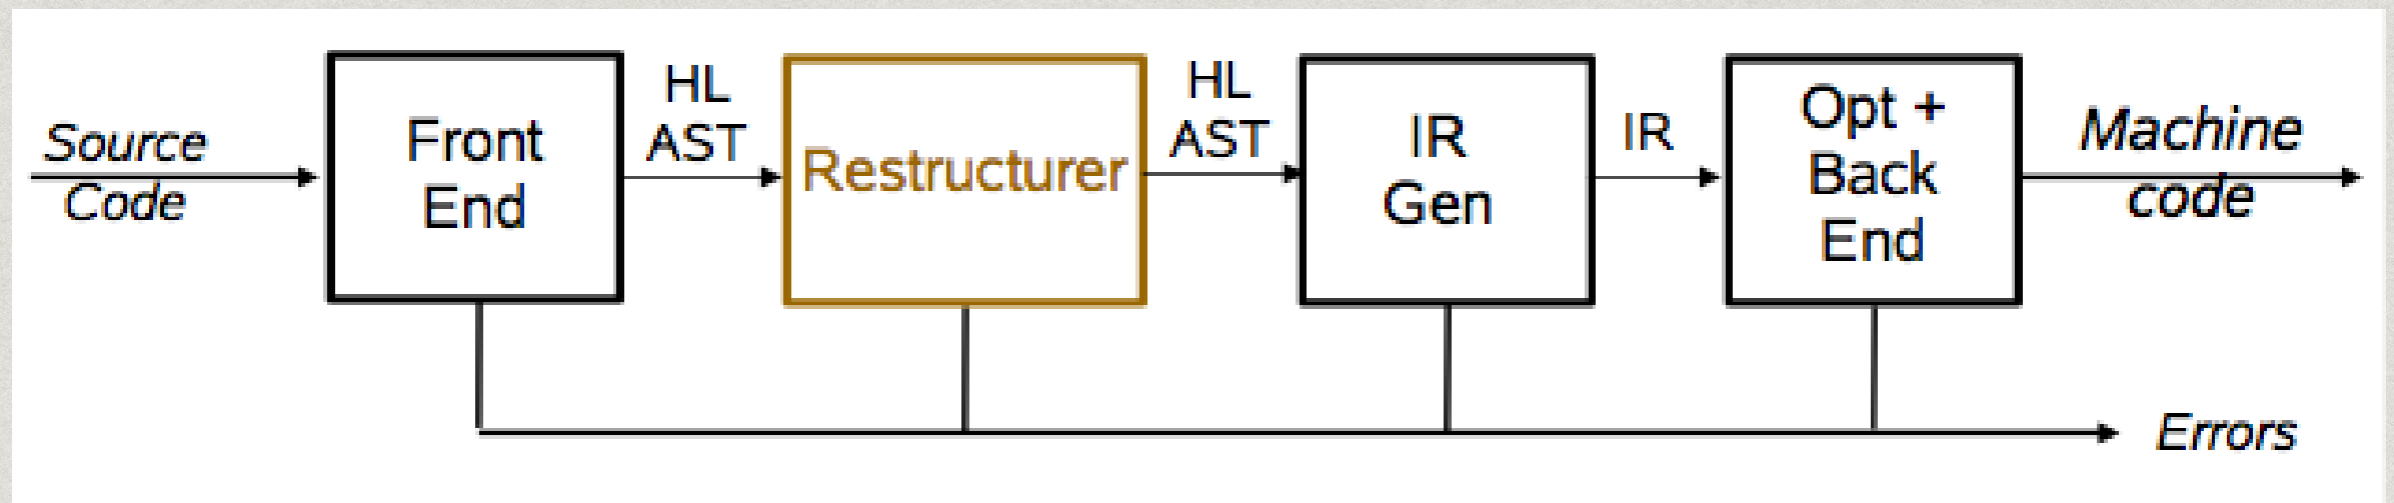 Source
Code
Front
End
HL
AST
Restructurer
HL
AST
IR
Gen
IR
Opt +
Back
End
Machine
code
Errors